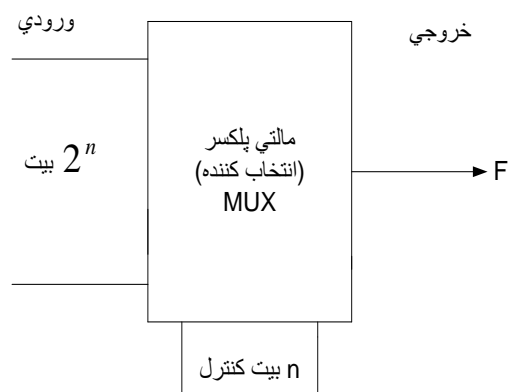 ورودي
خروجي
مالتي پلکسر
(انتخاب کننده)
MUX
2^n بيت
F
n بيت کنترل